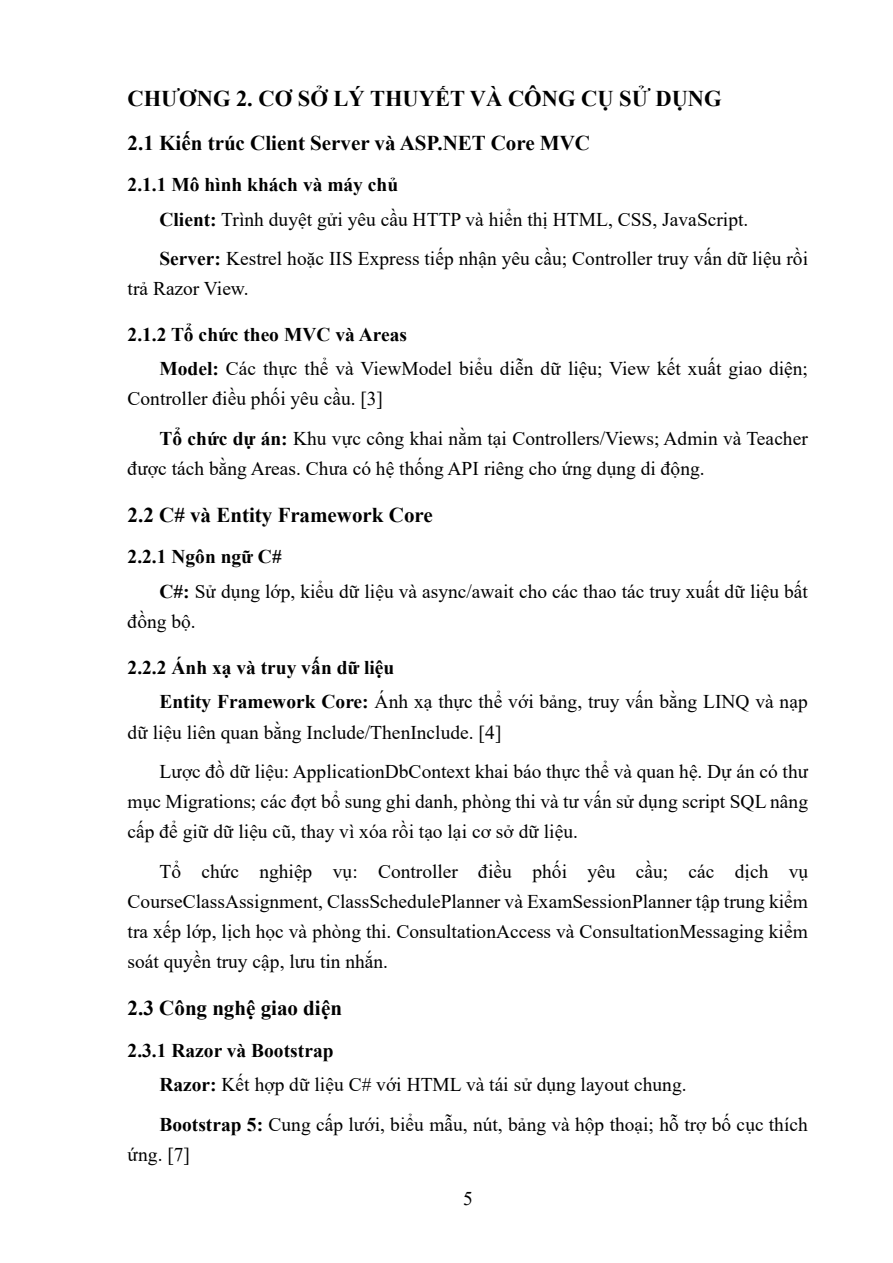 CHƯƠNG 2. CƠ SỞ LÝ THUYẾT VÀ CÔNG CỤ SỬ DỤNG
2.1 Kiến trúc Client Server và ASP.NET Core MVC
2.1.1 Mô hình khách và máy chủ
Client: Trình duyệt gửi yêu cầu HTTP và hiển thị HTML, CSS, JavaScript.
Server: Kestrel hoặc IIS Express tiếp nhận yêu cầu; Controller truy vấn dữ liệu rồi
trả Razor View.
2.1.2 Tổ chức theo MVC và Areas
Model: Các thực thể và ViewModel biểu diễn dữ liệu; View kết xuất giao diện;
Controller điều phối yêu cầu. [3]
Tổ chức dự án: Khu vực công khai nằm tại Controllers/Views; Admin và Teacher
được tách bằng Areas. Chưa có hệ thống API riêng cho ứng dụng di động.
2.2 C# và Entity Framework Core
2.2.1 Ngôn ngữ C#
C#: Sử dụng lớp, kiểu dữ liệu và async/await cho các thao tác truy xuất dữ liệu bất
đồng bộ.
2.2.2 Ánh xạ và truy vấn dữ liệu
Entity Framework Core: Ánh xạ thực thể với bảng, truy vấn bằng LINQ và nạp
dữ liệu liên quan bằng Include/ThenInclude. [4]
Lược đồ dữ liệu: ApplicationDbContext khai báo thực thể và quan hệ. Dự án có thư
mục Migrations; các đợt bổ sung ghi danh, phòng thi và tư vấn sử dụng script SQL nâng
cấp để giữ dữ liệu cũ, thay vì xóa rồi tạo lại cơ sở dữ liệu.
Tổ chức nghiệp vụ: Controller điều phối yêu cầu; các dịch vụ
CourseClassAssignment, ClassSchedulePlanner và ExamSessionPlanner tập trung kiểm
tra xếp lớp, lịch học và phòng thi. ConsultationAccess và ConsultationMessaging kiểm
soát quyền truy cập, lưu tin nhắn.
2.3 Công nghệ giao diện
2.3.1 Razor và Bootstrap
Razor: Kết hợp dữ liệu C# với HTML và tái sử dụng layout chung.
Bootstrap 5: Cung cấp lưới, biểu mẫu, nút, bảng và hộp thoại; hỗ trợ bố cục thích
ứng. [7]
5